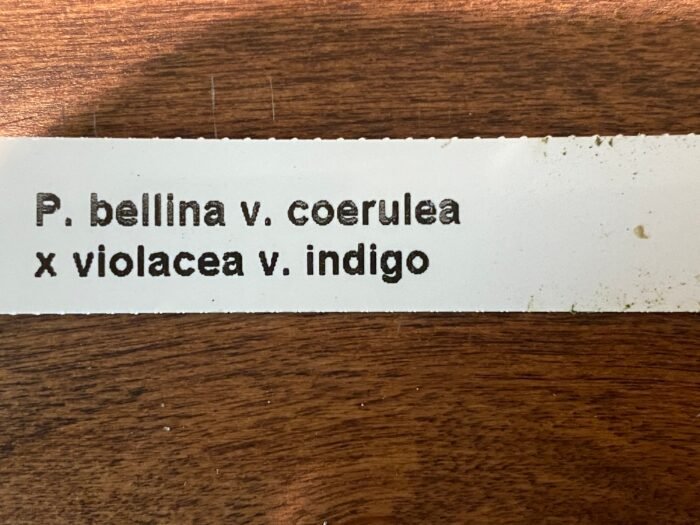 P. bellina v. coerulea
x violacea v. indigo